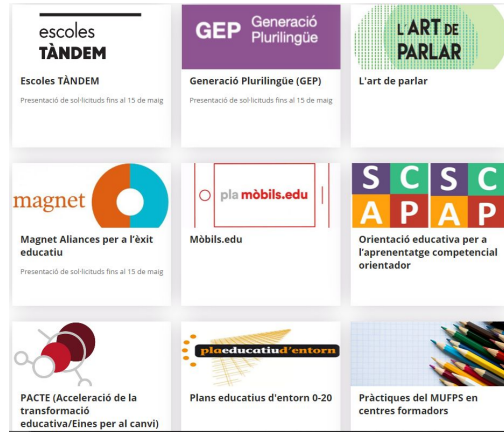 escoles
TÀNDEM
Escoles TÀNDEM
Presentació de sol·licituds fins al 15 de maig
GEP Generació
Plurilingüe
Generació Plurilingüe (GEP)
Presentació de sol·licituds fins al 15 de maig
L'ART DE
PARLAR
L'art de parlar
magnet
Magnet Aliances per a l'èxit
educatiu
Presentació de sol·licituds fins al 15 de maig
pla mòbils.edu
Mòbils.edu
S C S C
A P A P
Orientació educativa per a
l'aprenentatge competencial
orientador
PACTE (Acceleració de la
transformació
educativa/Eines per al canvi)
plaeducatiud'entorn
Plans educatius d'entorn 0-20
Pràctiques del MUFPS en
centres formadors